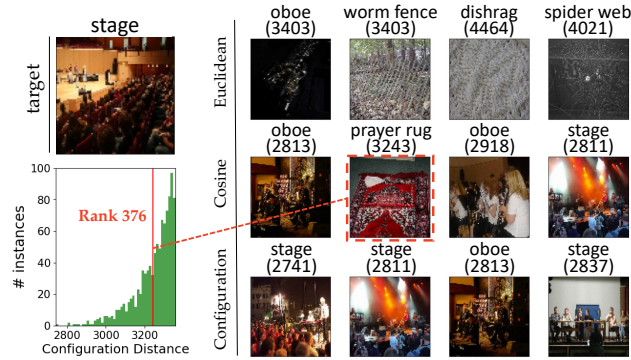 stage
target
100
80
60
40
20
0
# instances
Rank 376
2800
3000
3200
Configuration Distance
Euclidean
oboe
(3403)
worm fence
(3403)
dishrag
(4464)
spider web
(4021)
Cosine
oboe
(2813)
prayer rug
(3243)
oboe
(2918)
stage
(2811)
Configuration
stage
(2741)
stage
(2811)
oboe
(2813)
stage
(2837)